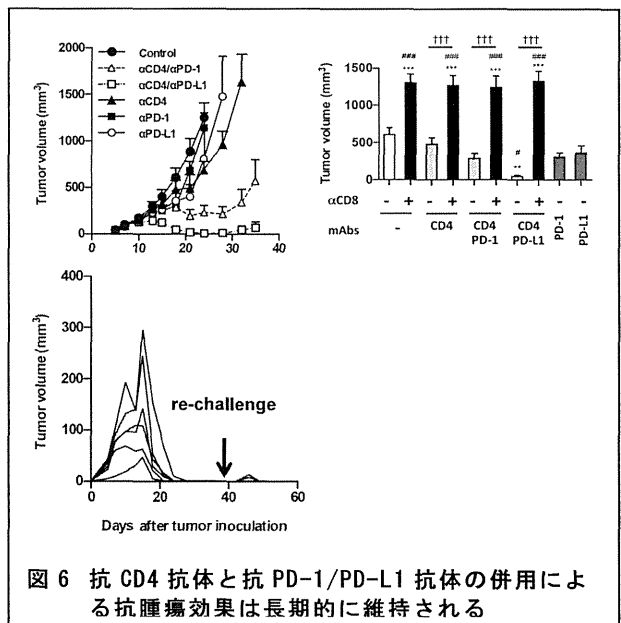 2000
1500
1000
500
0
Tumor volume (mm³)
0 10 20 30 40
Control
αCD4/αPD-1
αCD4/αPD-L1
αCD4
αPD-1
αPD-L1
††† ††† †††
### ### ### ###
*** *** *** ***
#
**
1500
1000
500
0
Tumor volume (mm³)
αCD8 - + - + - + - +
mAbs - CD4 CD4 PD-1 CD4 PD-L1 PD-1 PD-L1
400
300
200
100
0
Tumor volume (mm³)
re-challenge
0 20 40 60
Days after tumor inoculation
図 6 抗 CD4 抗体と抗 PD-1/PD-L1 抗体の併用によ
る抗腫瘍効果は長期的に維持される